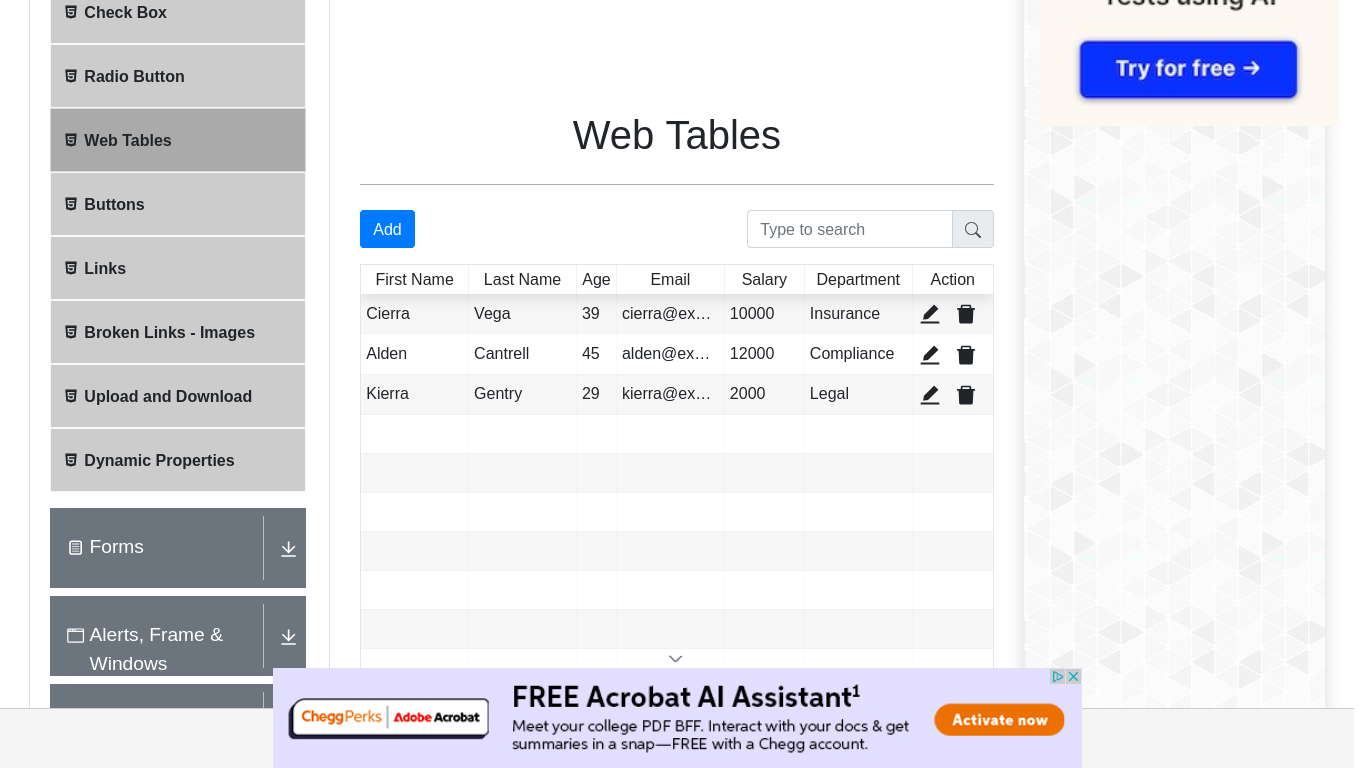 Check Box
Radio Button
Web Tables
Buttons
Links
Broken Links - Images
Upload and Download
Dynamic Properties
Forms
Alerts, Frame &
Windows
Web Tables
Add
Type to search
First Name Last Name Age Email Salary Department Action
Cierra Vega 39 cierra@ex… 10000 Insurance
Alden Cantrell 45 alden@ex… 12000 Compliance
Kierra Gentry 29 kierra@ex… 2000 Legal
Tests using AI
Try for free →
CheggPerks | Adobe Acrobat
FREE Acrobat AI Assistant¹
Meet your college PDF BFF. Interact with your docs & get
summaries in a snap—FREE with a Chegg account.
Activate now